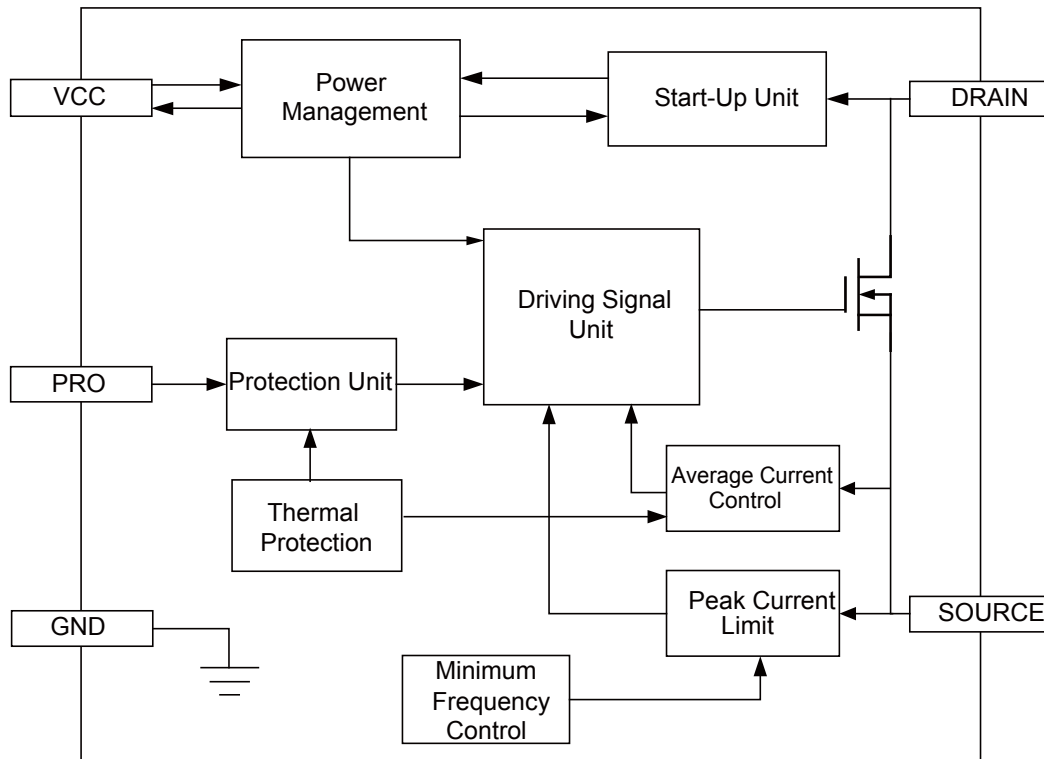 VCC
Power
Management
Start-Up Unit
DRAIN
Driving Signal
Unit
PRO
Protection Unit
Average Current
Control
Thermal
Protection
GND
Peak Current
Limit
SOURCE
Minimum
Frequency
Control